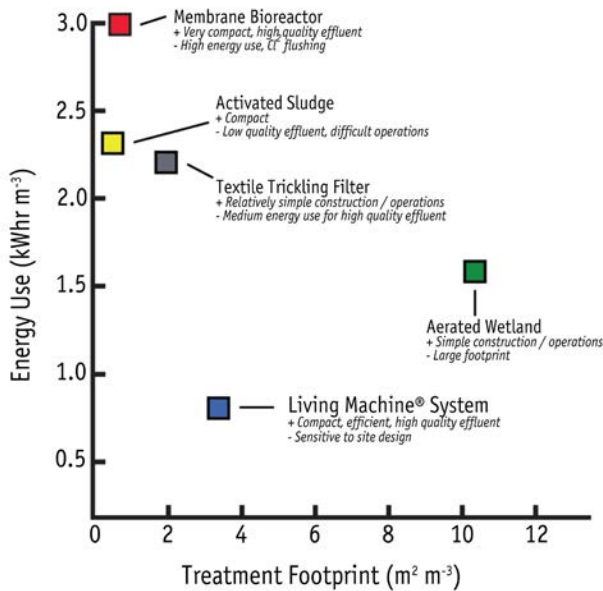 3.0
2.5
2.0
1.5
1.0
0.5
Energy Use (kWhr m⁻³)
Membrane Bioreactor
+ Very compact, high quality effluent
- High energy use, Cl² flushing
Activated Sludge
+ Compact
- Low quality effluent, difficult operations
Textile Trickling Filter
+ Relatively simple construction / operations
- Medium energy use for high quality effluent
Aerated Wetland
+ Simple construction / operations
- Large footprint
Living Machine® System
+ Compact, efficient, high quality effluent
- Sensitive to site design
0 2 4 6 8 10 12
Treatment Footprint (m² m⁻³)